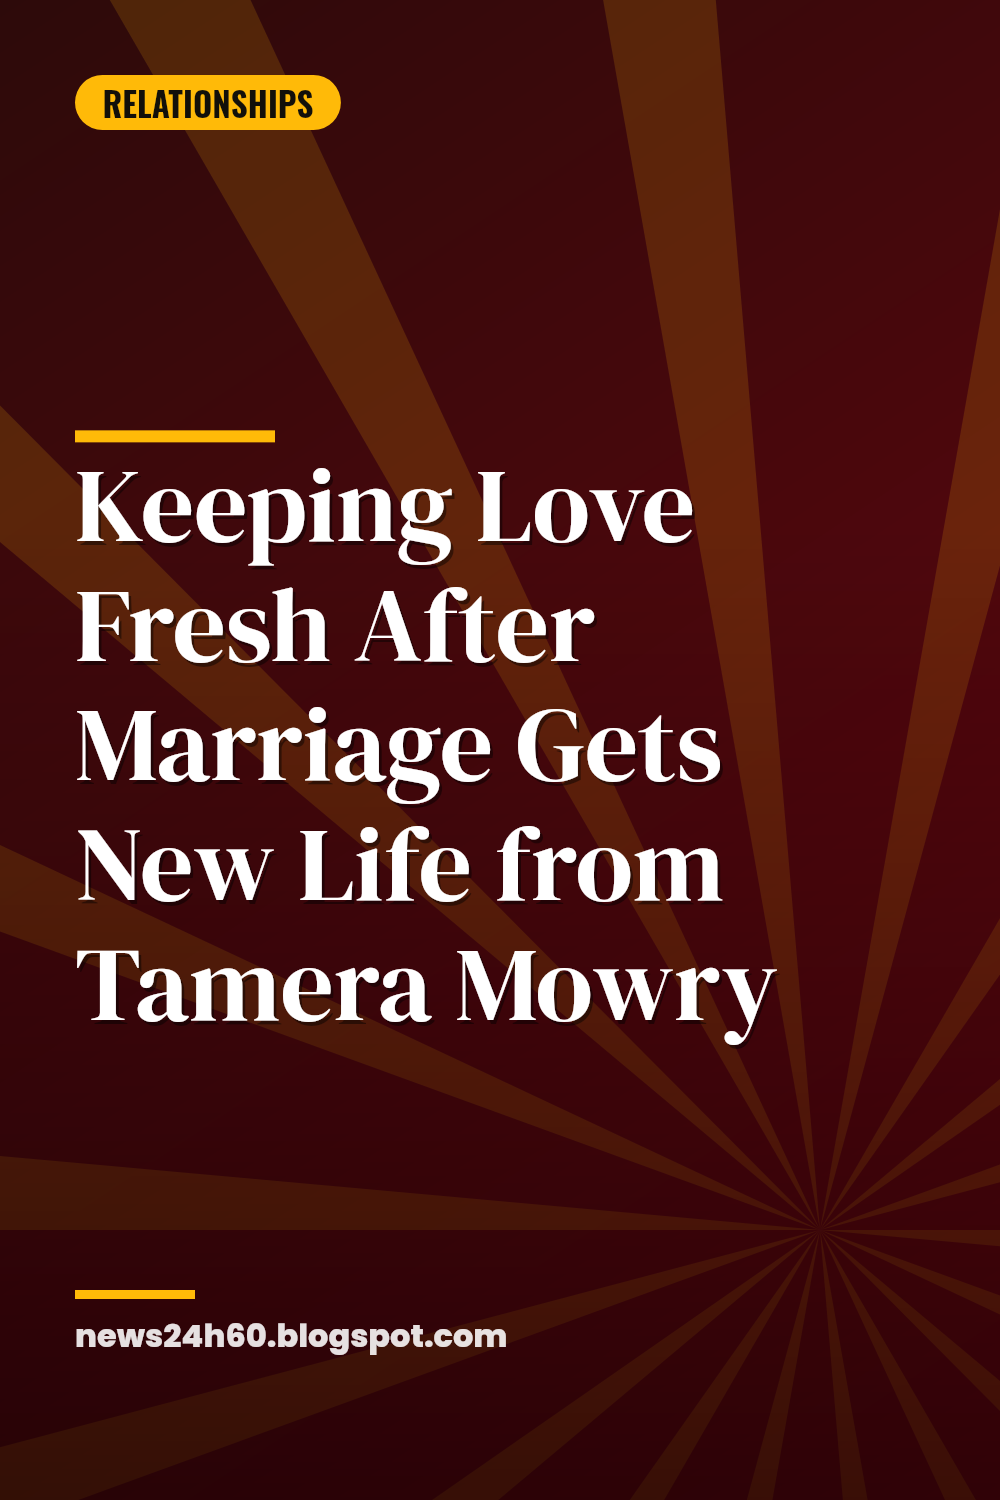 RELATIONSHIPS
Keeping Love
Fresh After
Marriage Gets
New Life from
Tamera Mowry
news24h60.blogspot.com